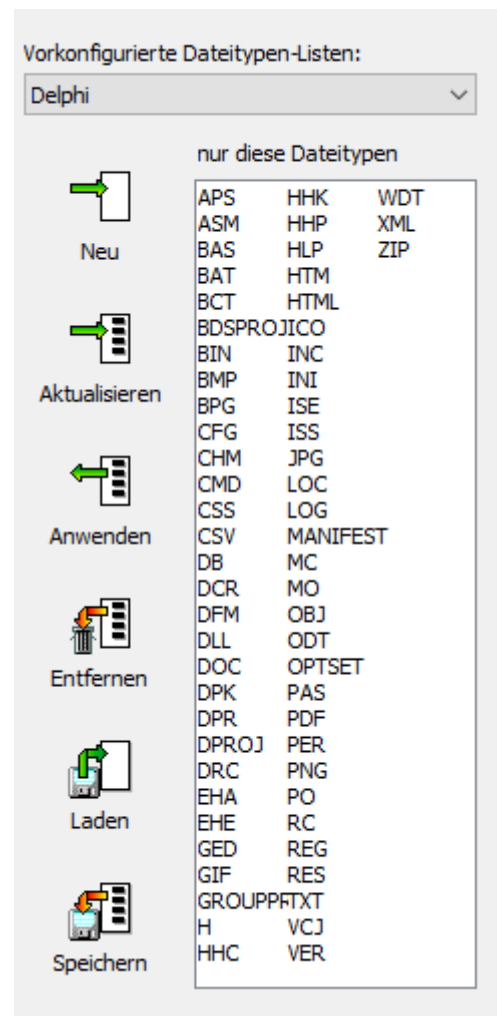 Vorkonfigurierte Dateitypen-Listen:
Delphi
Neu
Aktualisieren
Anwenden
Entfernen
Laden
Speichern
nur diese Dateitypen
APS
ASM
BAS
BAT
BCT
BDSPROJ
BIN
BMP
BPG
CFG
CHM
CMD
CSS
CSV
DB
DCR
DFM
DLL
DOC
DPK
DPR
DPROJ
DRC
EHA
EHE
GED
GIF
GROUPPR
H
HHC
HHK
HHP
HLP
HTM
HTML
ICO
INC
INI
ISE
ISS
JPG
LOC
LOG
MANIFEST
MC
MO
OBJ
ODT
OPTSET
PAS
PDF
PER
PNG
PO
RC
REG
RES
TXT
VCJ
VER
WDT
XML
ZIP